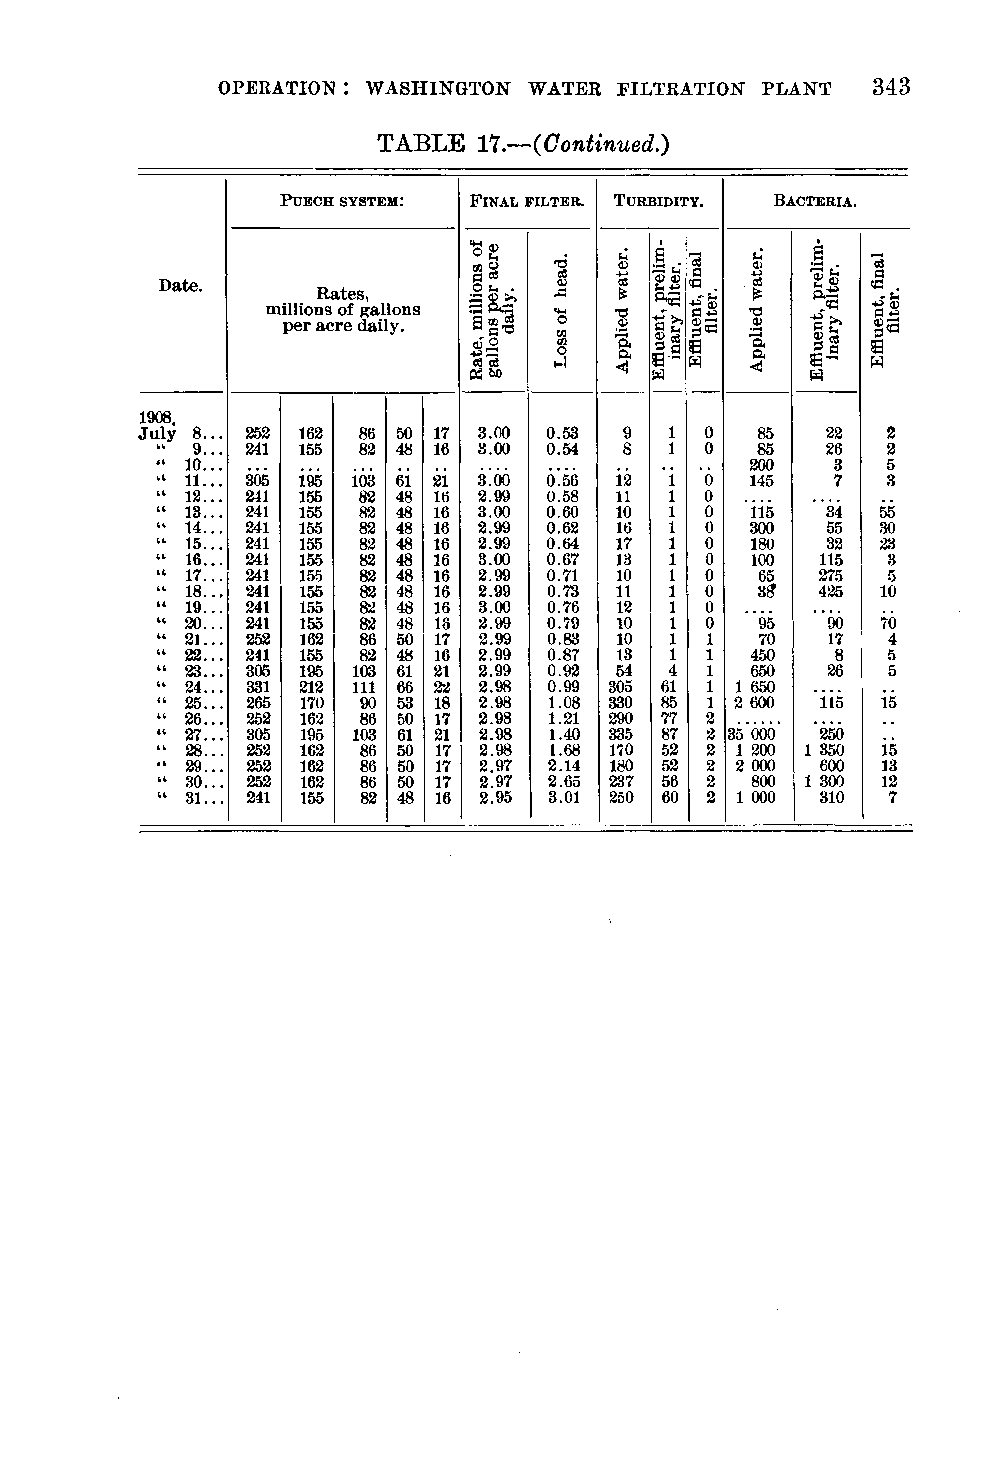 OPERATION: WASHINGTON WATER FILTRATION PLANT 343
TABLE 17.—(Continued.)
Date. PUECH SYSTEM: FINAL FILTER. TURBIDITY. BACTERIA.
Rates, millions of gallons per acre daily. Rate, millions of gallons per acre daily. Loss of head. Applied water. Effluent, preliminary filter. Effluent, final filter. Applied water. Effluent, prelim-inary filter. Effluent, final filter.
1908.
July 8... 252 162 86 50 17 3.00 0.53 9 1 0 85 22 2
“ 9... 241 155 82 48 16 3.00 0.54 8 1 0 85 26 2
“ 10... ... ... ... .. .. .... .... .. .. .. 200 3 5
“ 11... 305 195 103 61 21 3.00 0.56 12 1 0 145 7 3
“ 12... 241 155 82 48 16 2.99 0.58 11 1 0 .... .... ..
“ 13... 241 155 82 48 16 3.00 0.60 10 1 0 115 34 55
“ 14... 241 155 82 48 16 2.99 0.62 16 1 0 300 55 30
“ 15... 241 155 82 48 16 2.99 0.64 17 1 0 180 32 23
“ 16... 241 155 82 48 16 3.00 0.67 13 1 0 100 115 3
“ 17... 241 155 82 48 16 2.99 0.71 10 1 0 65 275 5
“ 18... 241 155 82 48 16 2.99 0.73 11 1 0 38 425 10
“ 19... 241 155 82 48 16 3.00 0.76 12 1 0 .... .... ..
“ 20... 241 155 82 48 13 2.99 0.79 10 1 0 95 90 70
“ 21... 252 162 86 50 17 2.99 0.83 10 1 1 70 17 4
“ 22... 241 155 82 48 16 2.99 0.87 13 1 1 450 8 5
“ 23... 305 195 103 61 21 2.99 0.92 54 4 1 650 26 5
“ 24... 331 212 111 66 22 2.98 0.99 305 61 1 1 650 .... ..
“ 25... 265 170 90 53 18 2.98 1.08 330 85 1 2 600 115 15
“ 26... 252 162 86 50 17 2.98 1.21 290 77 2 ...... .... ..
“ 27... 305 195 103 61 21 2.98 1.40 335 87 2 35 000 250 ..
“ 28... 252 162 86 50 17 2.98 1.68 170 52 2 1 200 1 350 15
“ 29... 252 162 86 50 17 2.97 2.14 180 52 2 2 000 600 13
“ 30... 252 162 86 50 17 2.97 2.65 237 56 2 800 1 300 12
“ 31... 241 155 82 48 16 2.95 3.01 250 60 2 1 000 310 7